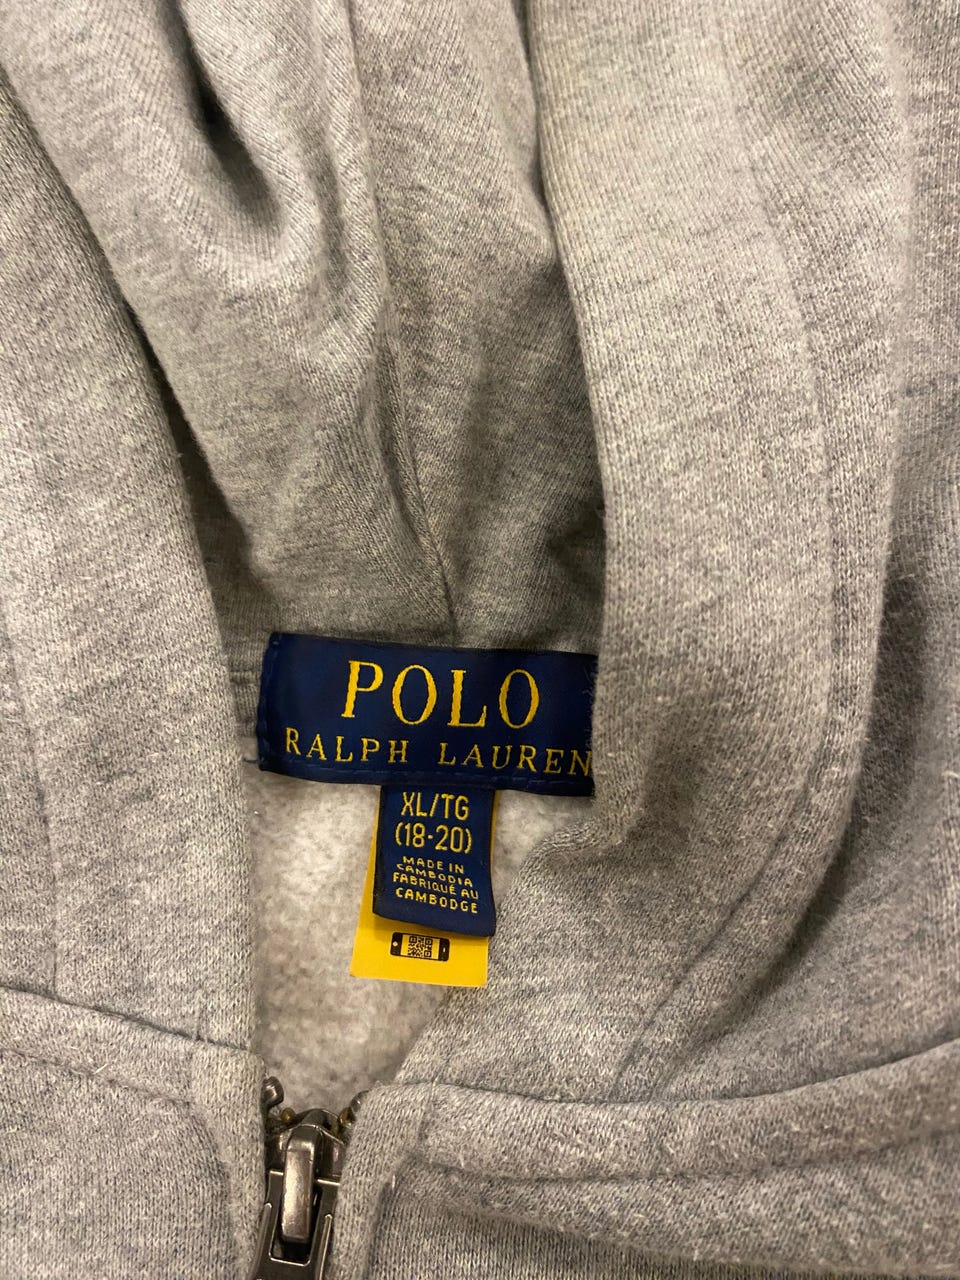 POLO
RALPH LAUREN
XL/TG
(18-20)
MADE IN
CAMBODIA
FABRIQUÉ AU
CAMBODGE